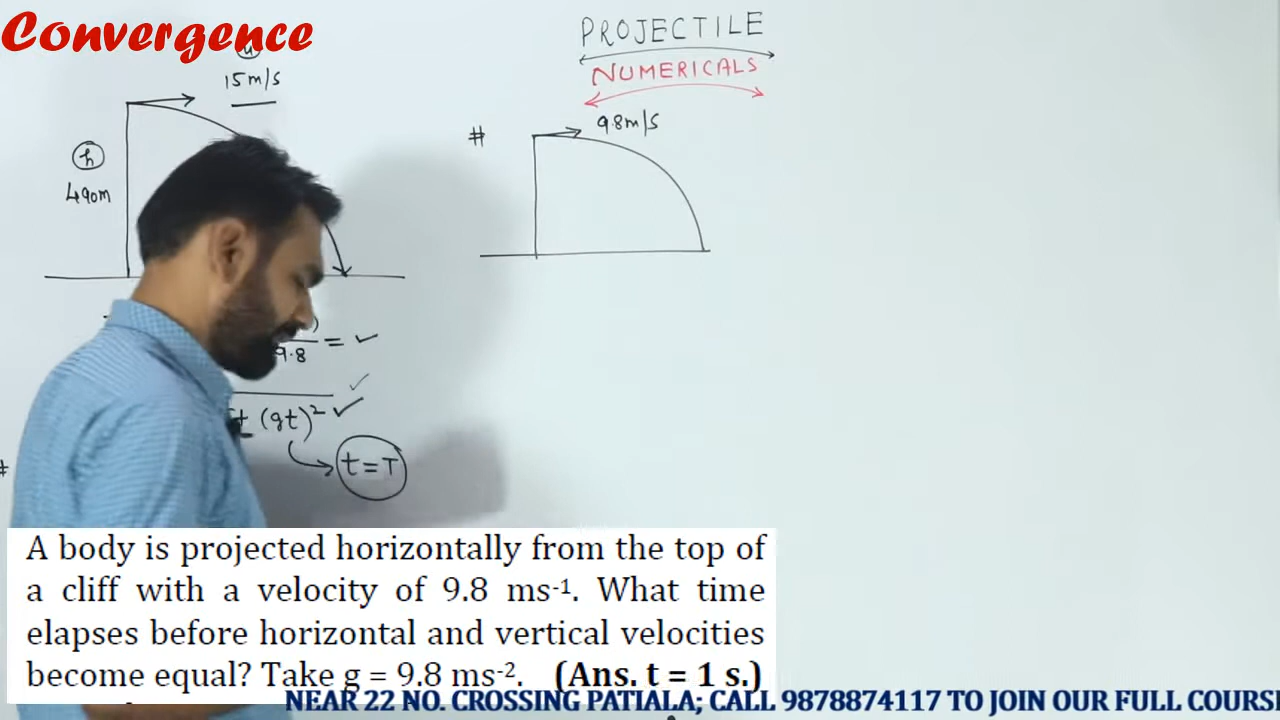 Convergence
PROJECTILE
NUMERICALS
u
15m/s
h
490m
# 9.8m/s
9.8 = ✓
(gt)² ✓
t=T
#
A body is projected horizontally from the top of
a cliff with a velocity of 9.8 ms-1. What time
elapses before horizontal and vertical velocities
become equal? Take g = 9.8 ms-2. (Ans. t = 1 s.)
NEAR 22 NO. CROSSING PATIALA; CALL 9878874117 TO JOIN OUR FULL COURS